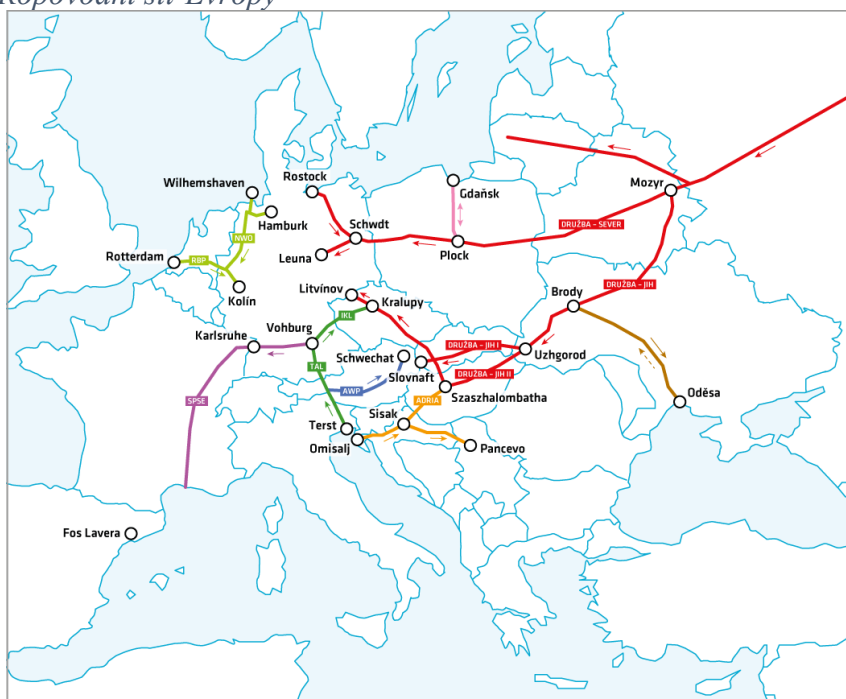 Ropovodní síť Evropy
Wilhemshaven
Rostock
Gdańsk
Mozyr
Hamburk
Schwdt
DRUŽBA – SEVER
NWO
Rotterdam
RBP
Leuna
Plock
Kolín
Litvínov
Kralupy
Brody
DRUŽBA – JIH
IKL
Karlsruhe
Vohburg
Schwechat
DRUŽBA – JIH I
Uzhgorod
TAL
Slovnaft
DRUŽBA – JIH II
AWP
Szaszhalombatha
Oděsa
SPSE
ADRIA
Sisak
Terst
Omisalj
Pancevo
Fos Lavera